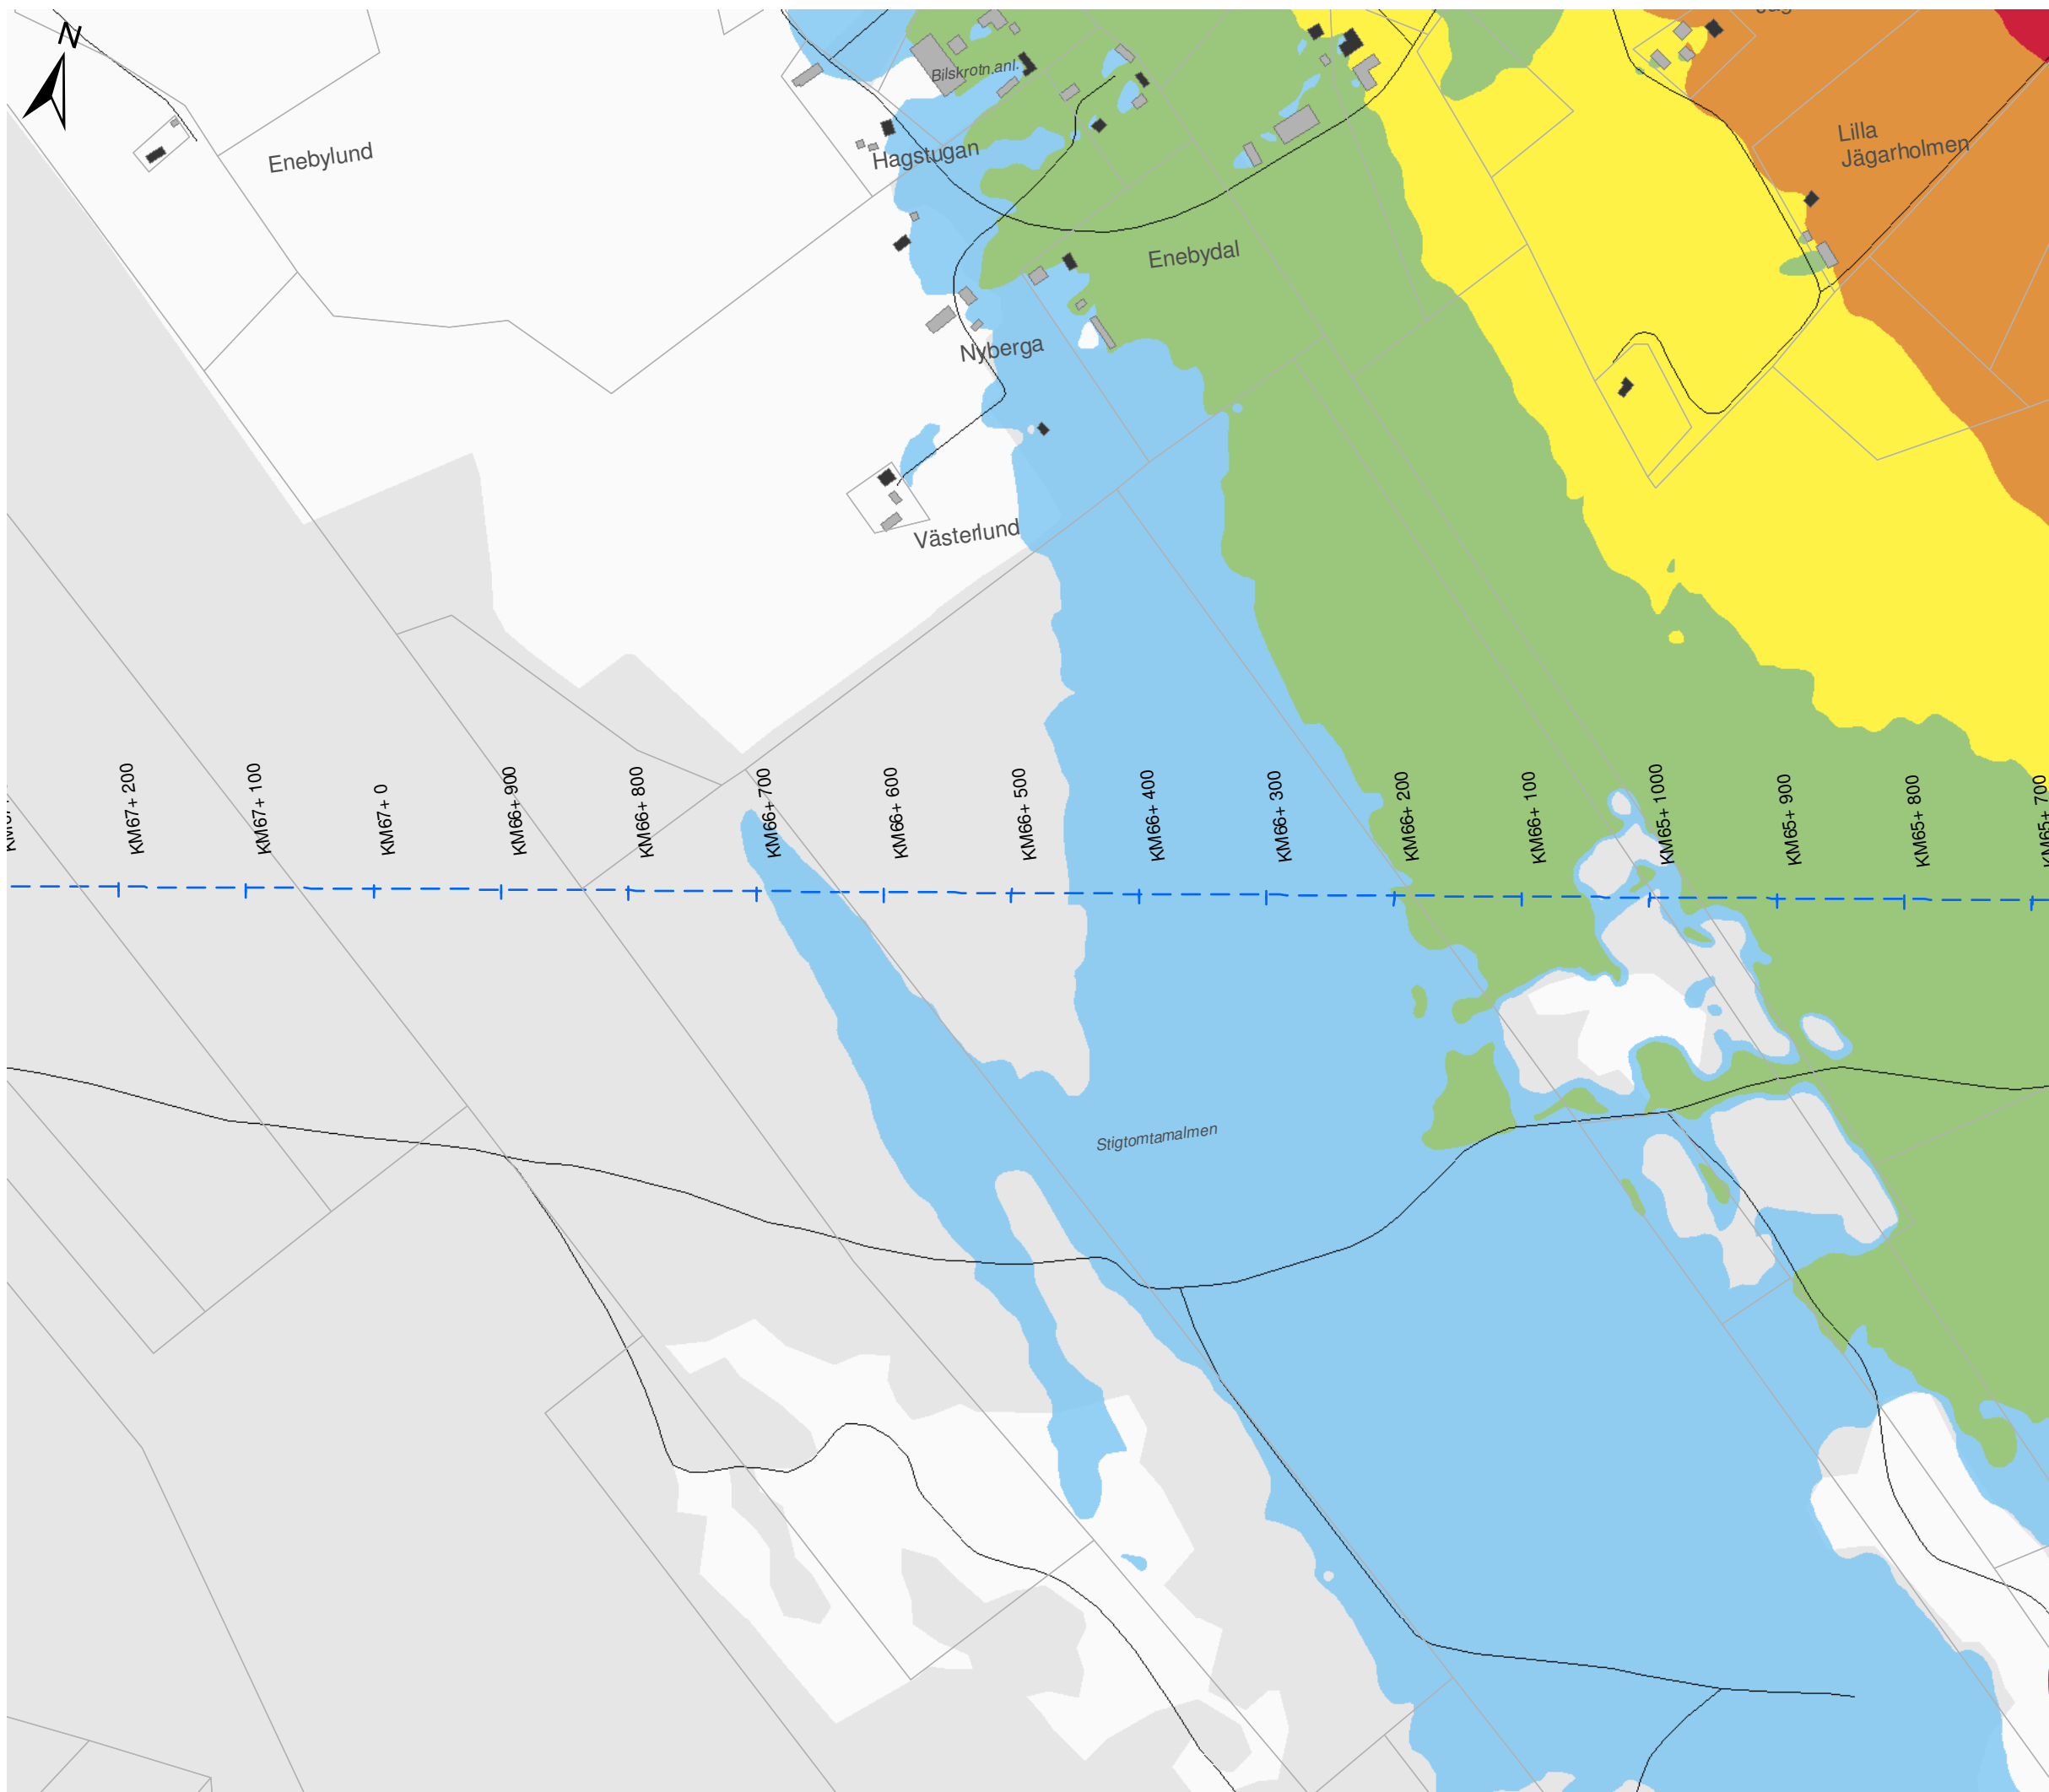 N
Bilskrotn.anl.
Enebylund
Hagstugan
Lilla
Jägarholmen
Enebydal
Nyberga
Västerlund
KM67+ 200
KM67+ 100
KM67+ 0
KM66+ 900
KM66+ 800
KM66+ 700
KM66+ 600
KM66+ 500
KM66+ 400
KM66+ 300
KM66+ 200
KM66+ 100
KM65+ 1000
KM65+ 900
KM65+ 800
KM65+ 700
Stigtomtamalmen